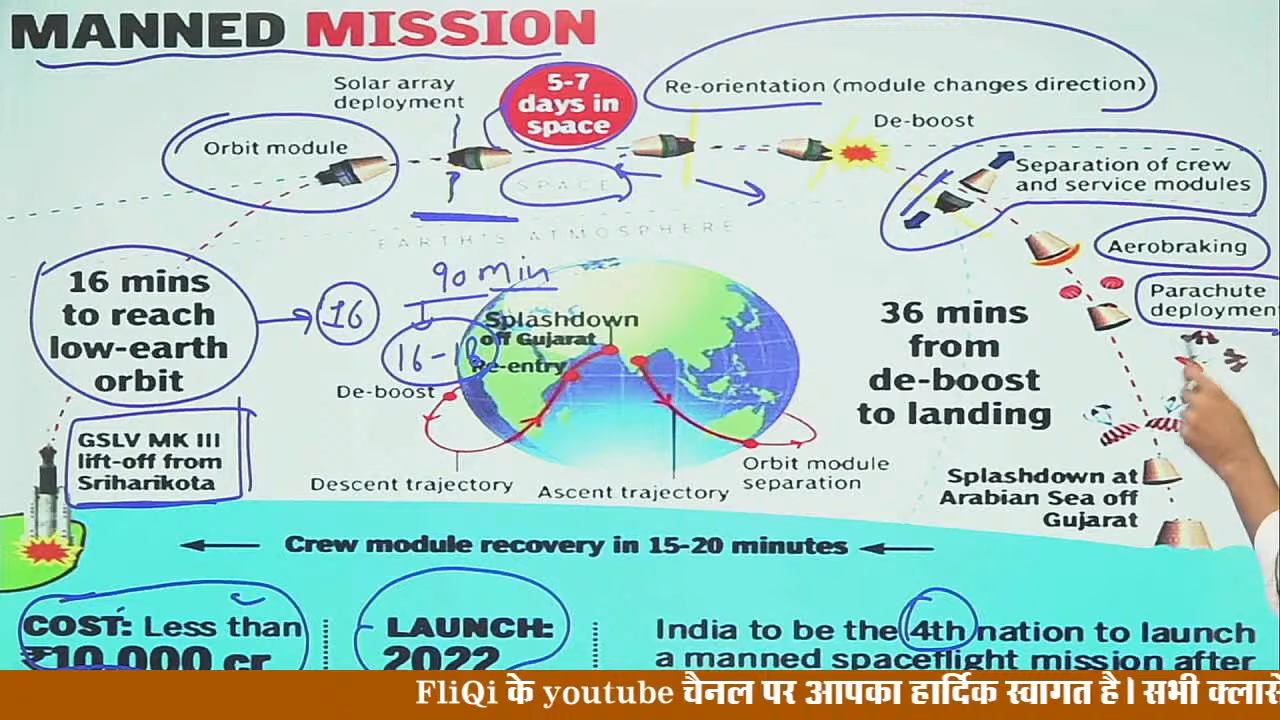 MANNED MISSION
Solar array
deployment
5-7
days in
space
Re-orientation (module changes direction)
De-boost
Orbit module
SPACE
Separation of crew
and service modules
EARTH'S ATMOSPHERE
Aerobraking
Parachute
deploymen
16 mins
to reach
low-earth
orbit
16
90 min
16-18
Splashdown
off Gujarat
Re-entry
De-boost
36 mins
from
de-boost
to landing
GSLV MK III
lift-off from
Sriharikota
Descent trajectory
Ascent trajectory
Orbit module
separation
Splashdown at
Arabian Sea off
Gujarat
Crew module recovery in 15-20 minutes
COST: Less than
₹10,000 cr
LAUNCH:
2022
India to be the 4th nation to launch
a manned spaceflight mission after
FliQi के youtube चैनल पर आपका हार्दिक स्वागत है। सभी क्लासे